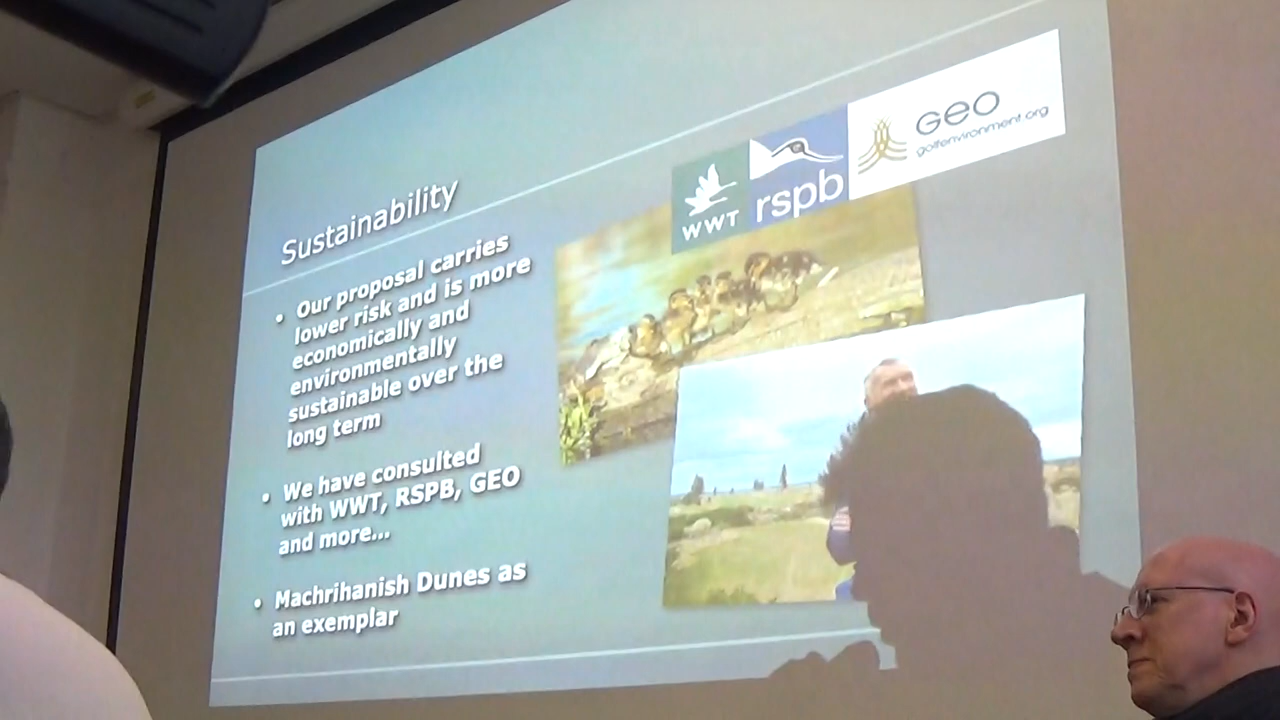 WWT
rspb
GEO
golfenvironment.org
Sustainability
• Our proposal carries
lower risk and is more
economically and
environmentally
sustainable over the
long term
• We have consulted
with WWT, RSPB, GEO
and more...
• Machrihanish Dunes as
an exemplar